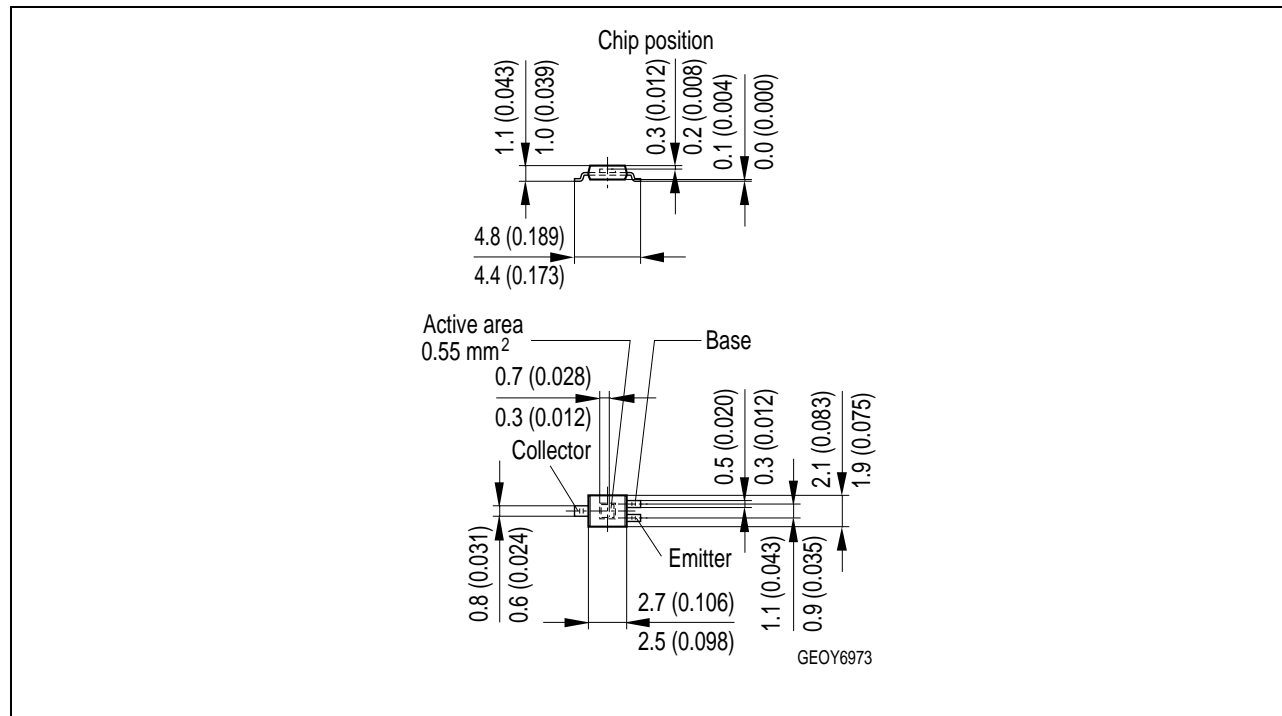 Chip position
1.1 (0.043)
1.0 (0.039)
0.3 (0.012)
0.2 (0.008)
0.1 (0.004)
0.0 (0.000)
4.8 (0.189)
4.4 (0.173)
Active area
0.55 mm²
Base
0.7 (0.028)
0.3 (0.012)
Collector
0.5 (0.020)
0.3 (0.012)
2.1 (0.083)
1.9 (0.075)
0.8 (0.031)
0.6 (0.024)
Emitter
1.1 (0.043)
0.9 (0.035)
2.7 (0.106)
2.5 (0.098)
GEOY6973